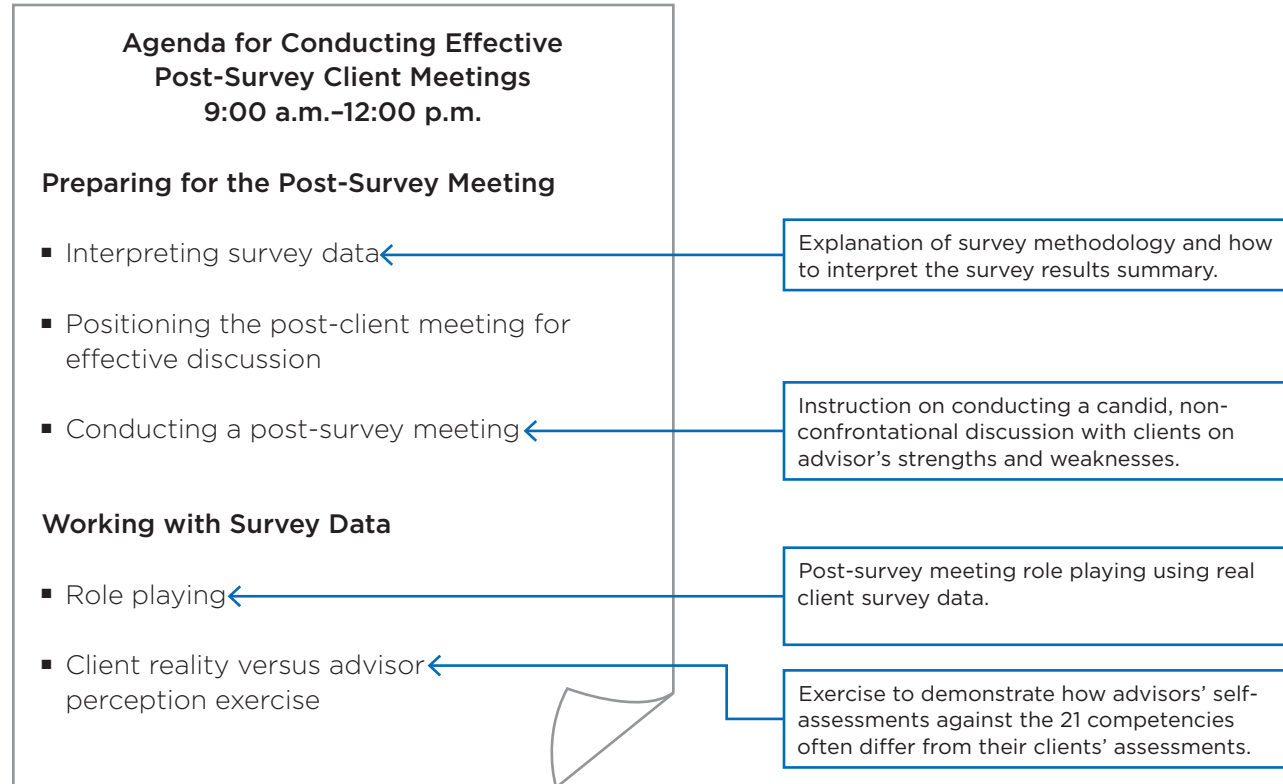 Agenda for Conducting Effective
Post-Survey Client Meetings
9:00 a.m.–12:00 p.m.
Preparing for the Post-Survey Meeting
▪ Interpreting survey data
Explanation of survey methodology and how
to interpret the survey results summary.
▪ Positioning the post-client meeting for
effective discussion
▪ Conducting a post-survey meeting
Instruction on conducting a candid, non-
confrontational discussion with clients on
advisor’s strengths and weaknesses.
Working with Survey Data
▪ Role playing
Post-survey meeting role playing using real
client survey data.
▪ Client reality versus advisor
perception exercise
Exercise to demonstrate how advisors’ self-
assessments against the 21 competencies
often differ from their clients’ assessments.